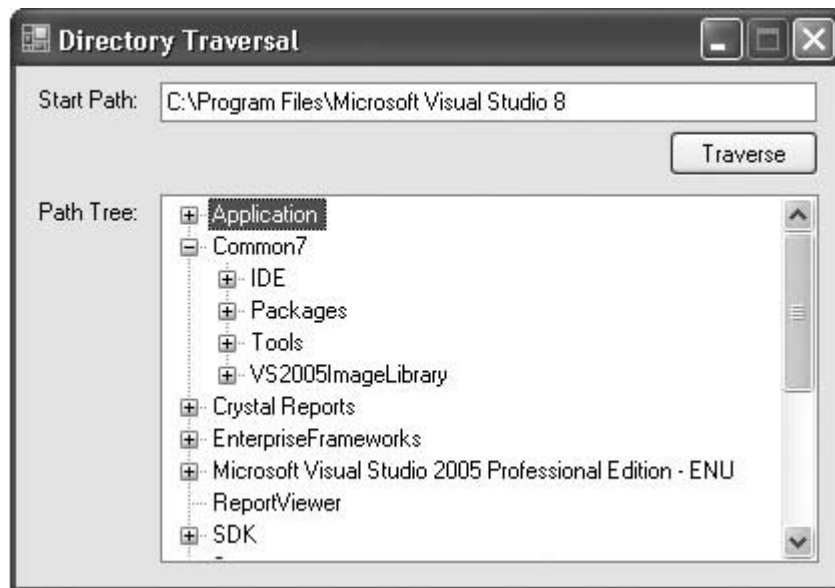 Directory Traversal
Start Path: C:\Program Files\Microsoft Visual Studio 8
Traverse
Path Tree: Application
Common7
IDE
Packages
Tools
VS2005ImageLibrary
Crystal Reports
EnterpriseFrameworks
Microsoft Visual Studio 2005 Professional Edition - ENU
ReportViewer
SDK